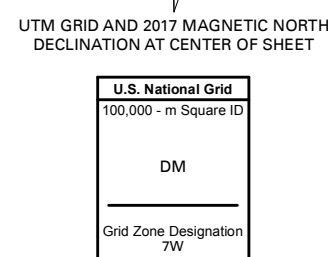 UTM GRID AND 2017 MAGNETIC NORTH
DECLINATION AT CENTER OF SHEET
U.S. National Grid
100,000 - m Square ID
DM
Grid Zone Designation
7W